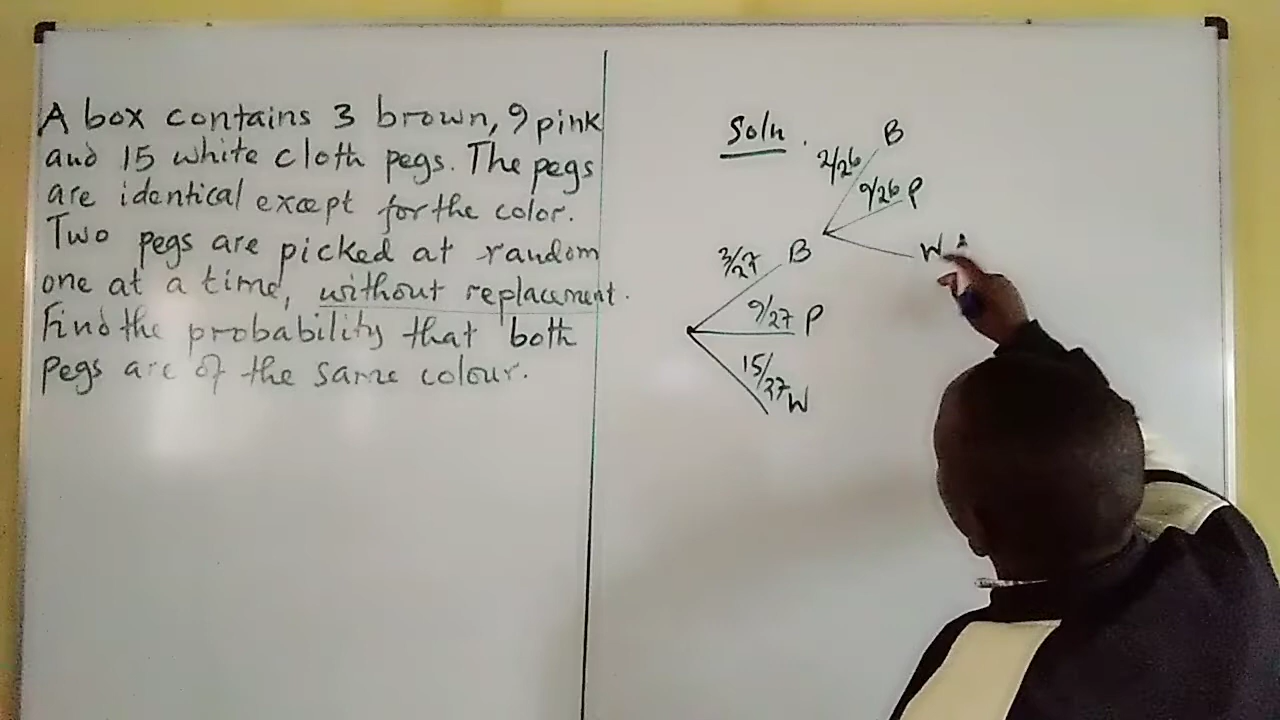 A box contains 3 brown, 9 pink
and 15 white cloth pegs. The pegs
are identical except for the color.
Two pegs are picked at random
one at a time, without replacement.
Find the probability that both
pegs are of the same colour.
Soln.
B
2/26
9/26 P
W
3/27 B
9/27 P
15/27 W